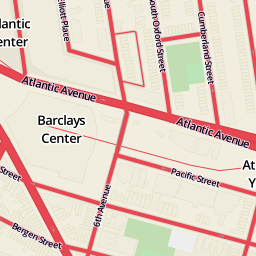 Elliott Place
South Oxford Street
Cumberland Street
Atlantic
Center
Atlantic Avenue
Atlantic Avenue
Barclays
Center
At
Y
Pacific Street
Street
6th Avenue
Bergen Street